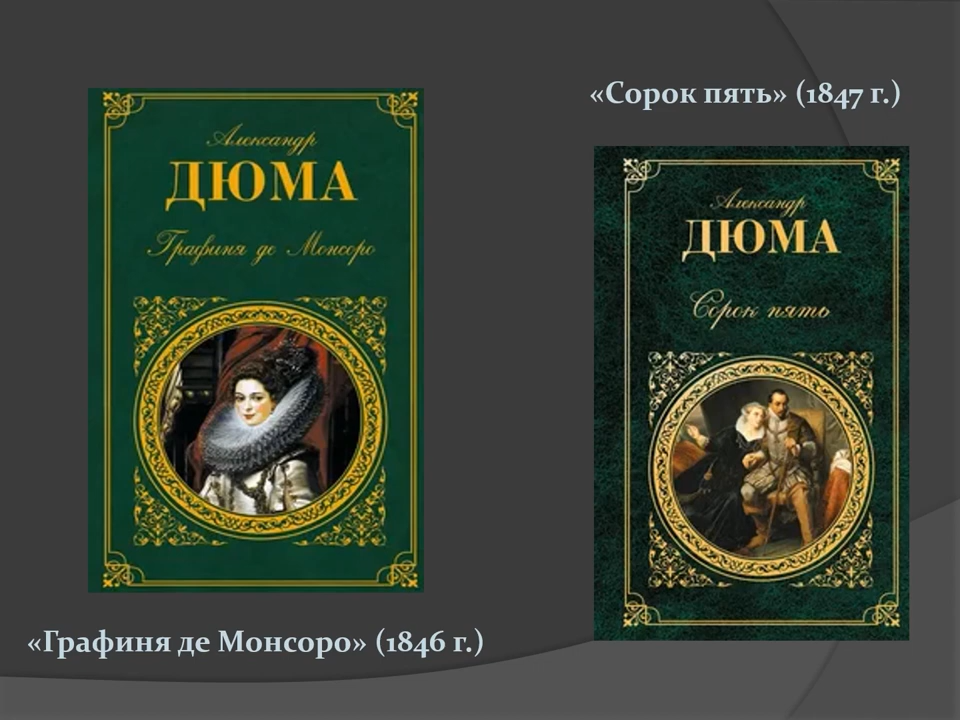 «Сорок пять» (1847 г.)
Александр
ДЮМА
Графиня де Монсоро
Александр
ДЮМА
Сорок пять
«Графиня де Монсоро» (1846 г.)